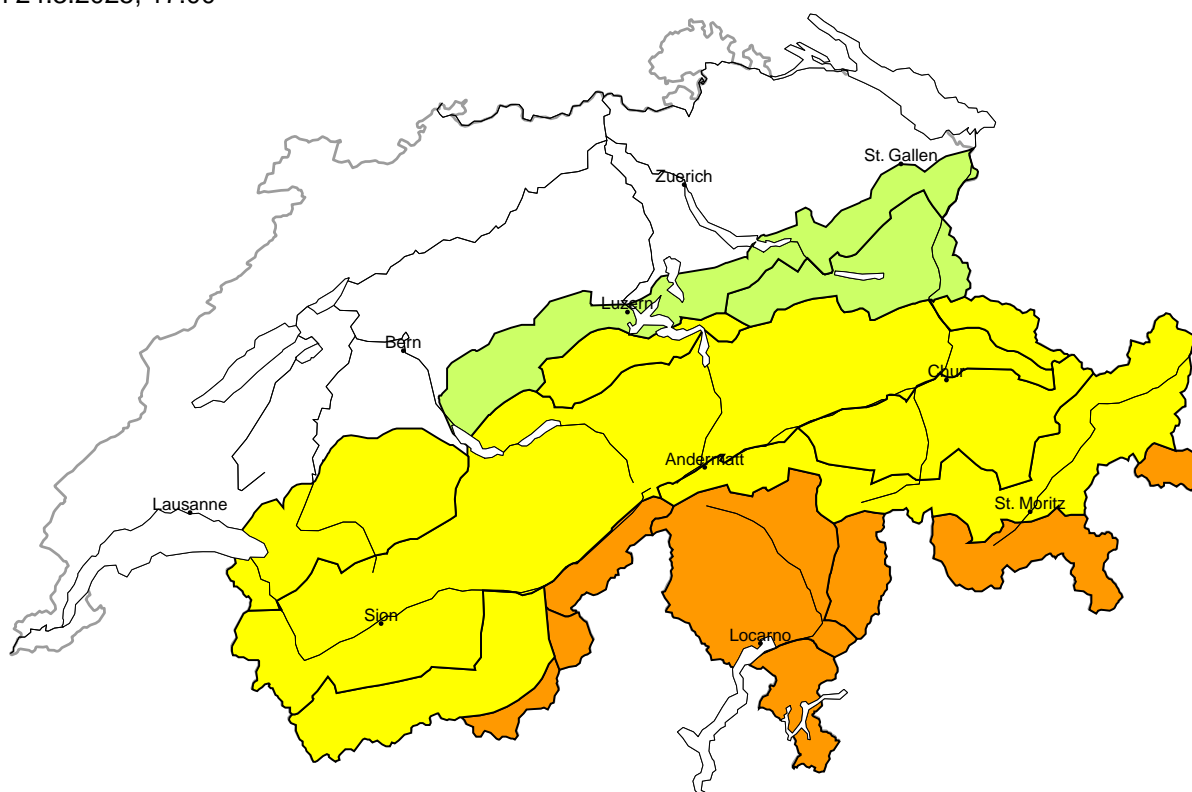 St. Gallen
Zuerich
Luzern
Bern
Chur
Andermatt
Lausanne
St. Moritz
Sion
Locarno